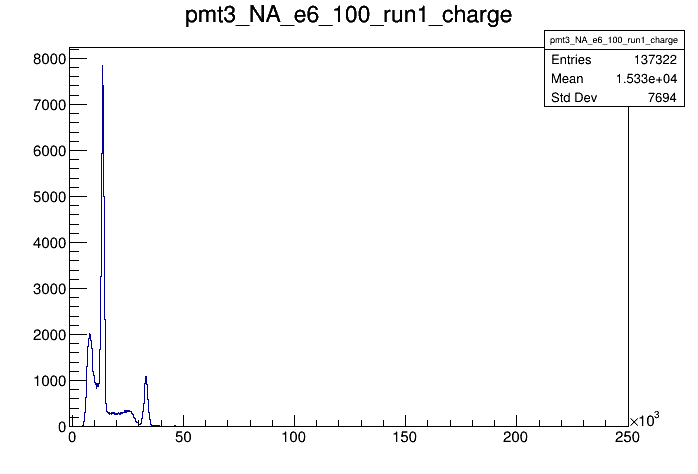 pmt3_NA_e6_100_run1_charge
pmt3_NA_e6_100_run1_charge
Entries 137322
Mean 1.533e+04
Std Dev 7694
8000
7000
6000
5000
4000
3000
2000
1000
0
0 50 100 150 200 250
×10³